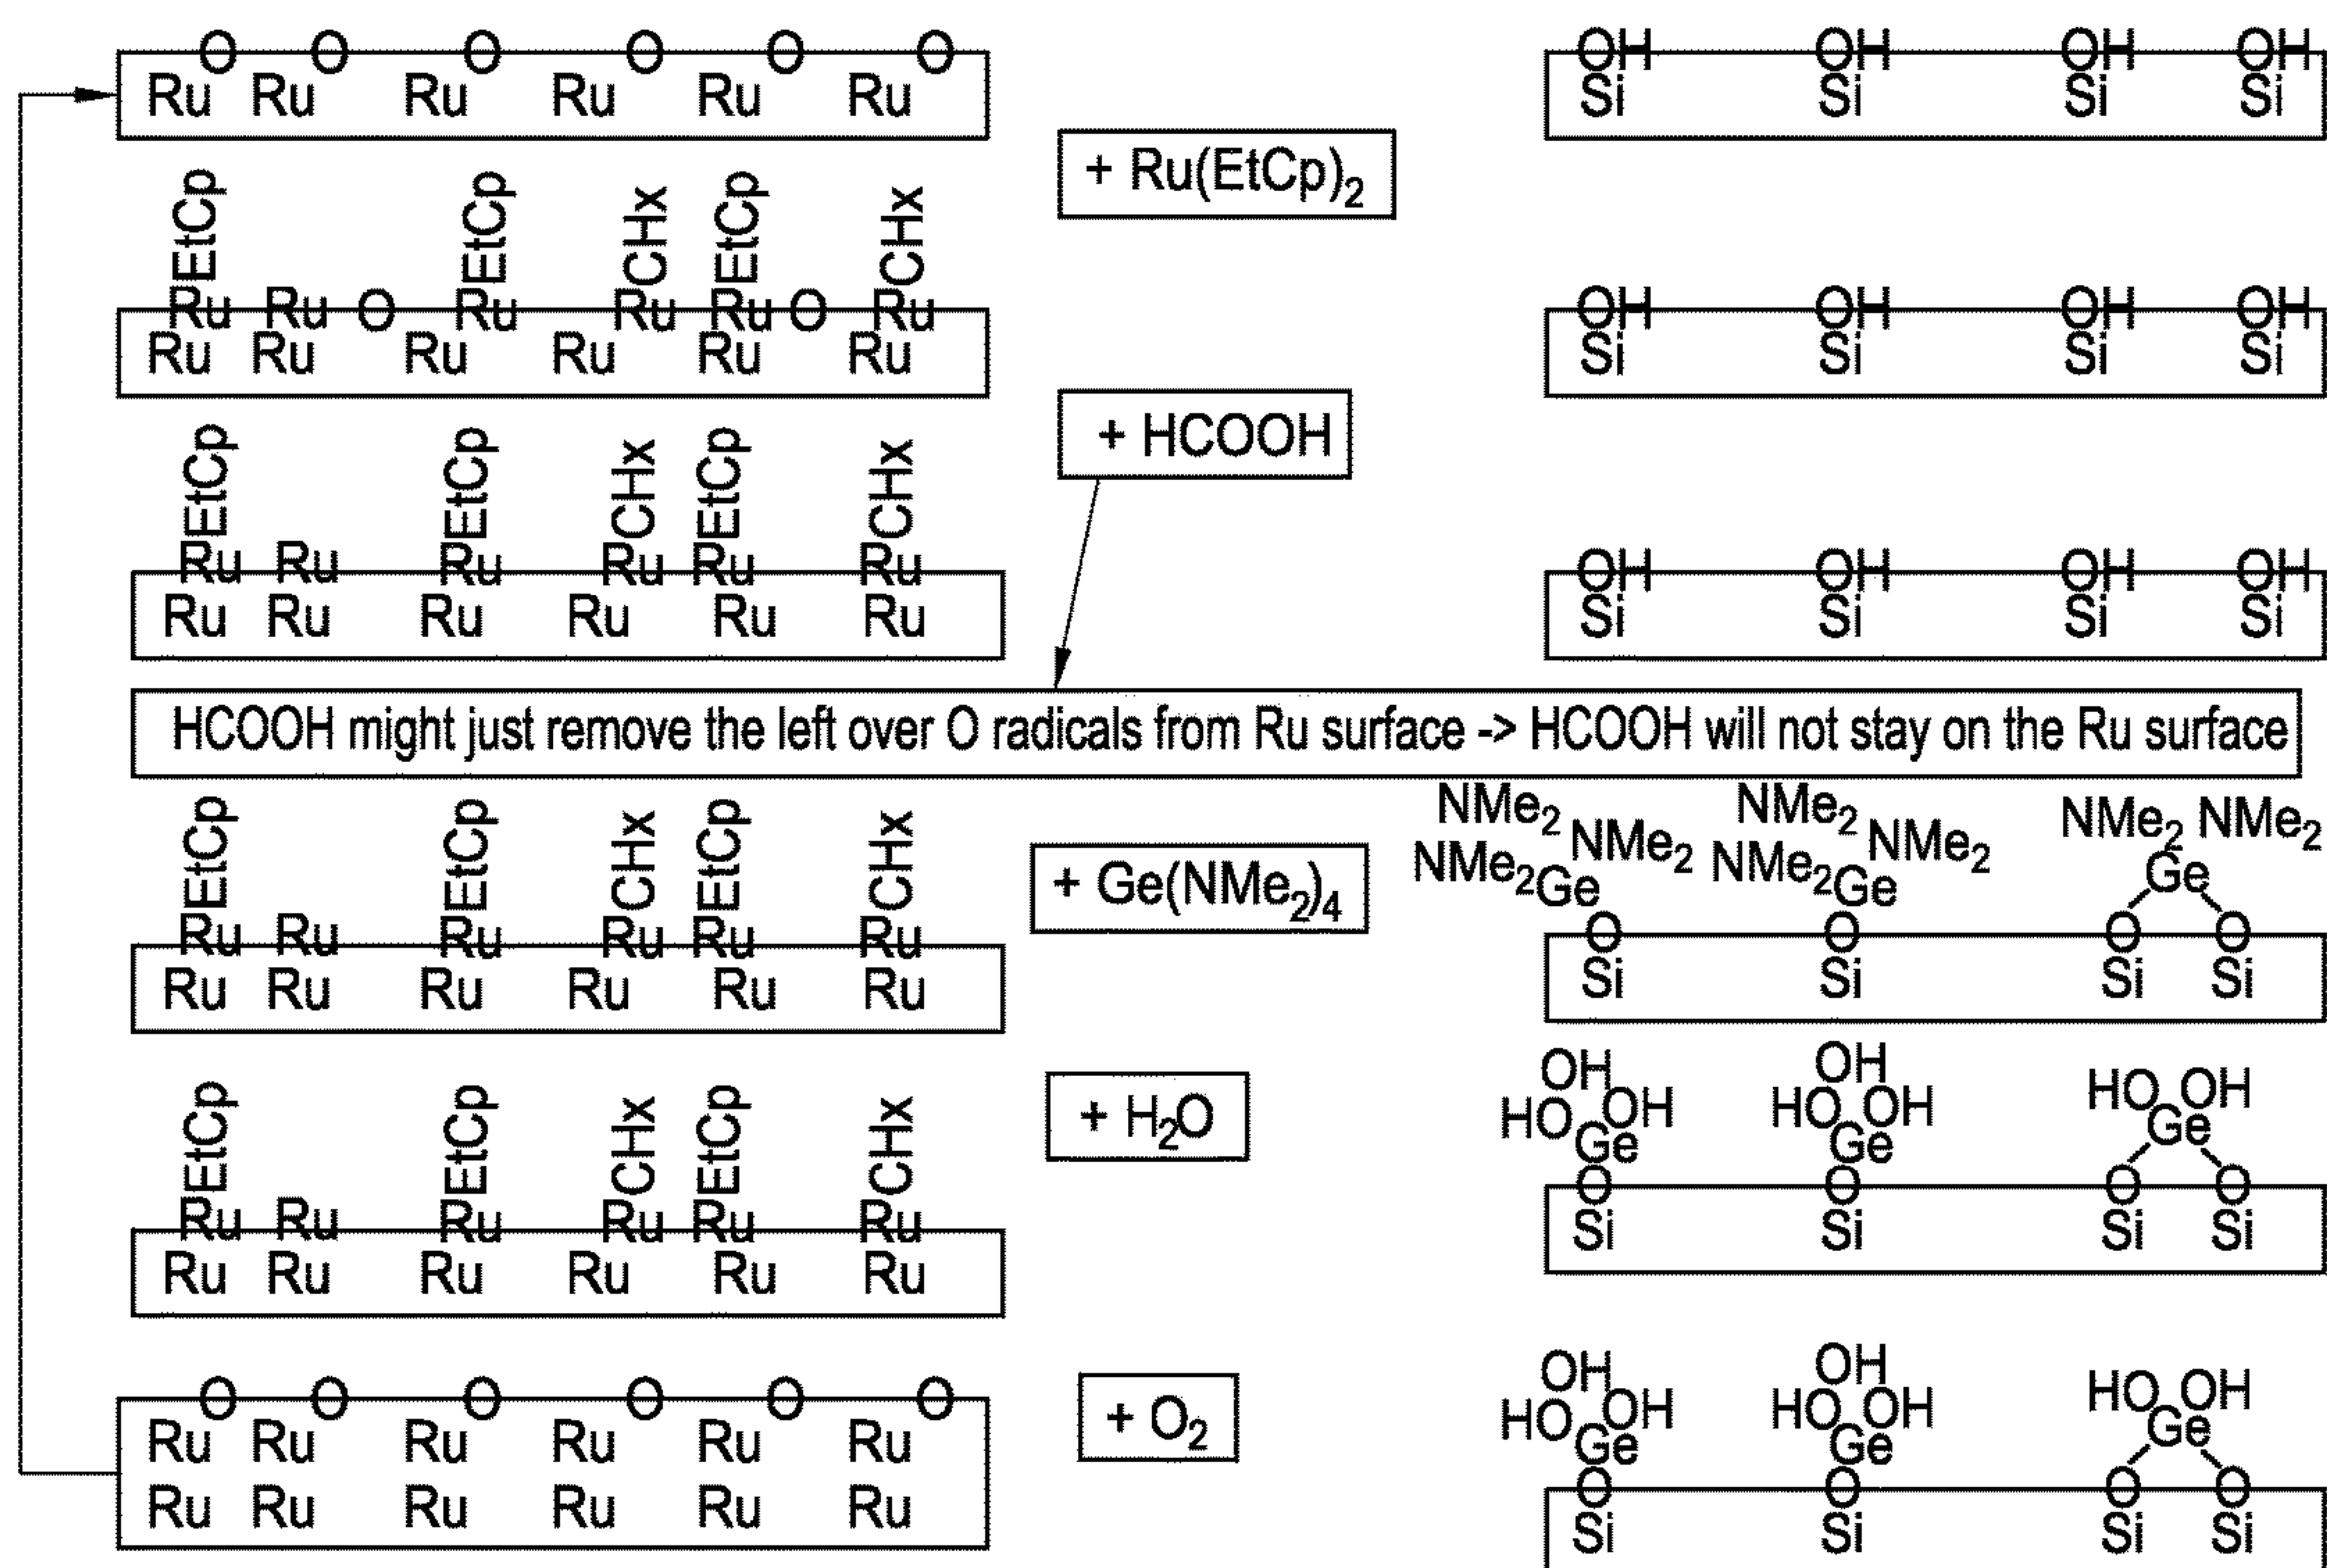 O O O O O O
Ru Ru Ru Ru Ru Ru
OH OH OH OH
Si Si Si Si
+ Ru(EtCp)₂
EtCp EtCp CHx EtCp CHx
Ru Ru O Ru Ru Ru O Ru
Ru Ru Ru Ru Ru Ru
OH OH OH OH
Si Si Si Si
+ HCOOH
EtCp EtCp CHx EtCp CHx
Ru Ru Ru Ru Ru Ru
Ru Ru Ru Ru Ru Ru
OH OH OH OH
Si Si Si Si
HCOOH might just remove the left over O radicals from Ru surface -> HCOOH will not stay on the Ru surface
EtCp EtCp CHx EtCp CHx
Ru Ru Ru Ru Ru Ru
Ru Ru Ru Ru Ru Ru
+ Ge(NMe₂)₄
NMe₂ NMe₂ NMe₂ NMe₂
NMe₂ NMe₂ NMe₂ NMe₂
Ge Ge Ge
O O O O
Si Si Si Si
EtCp EtCp CHx EtCp CHx
Ru Ru Ru Ru Ru Ru
Ru Ru Ru Ru Ru Ru
+ H₂O
OH OH HO OH
HO OH HO OH
Ge Ge Ge
O O O O
Si Si Si Si
O O O O O O
Ru Ru Ru Ru Ru Ru
Ru Ru Ru Ru Ru Ru
+ O₂
OH OH HO OH
HO OH HO OH
Ge Ge Ge
O O O O
Si Si Si Si